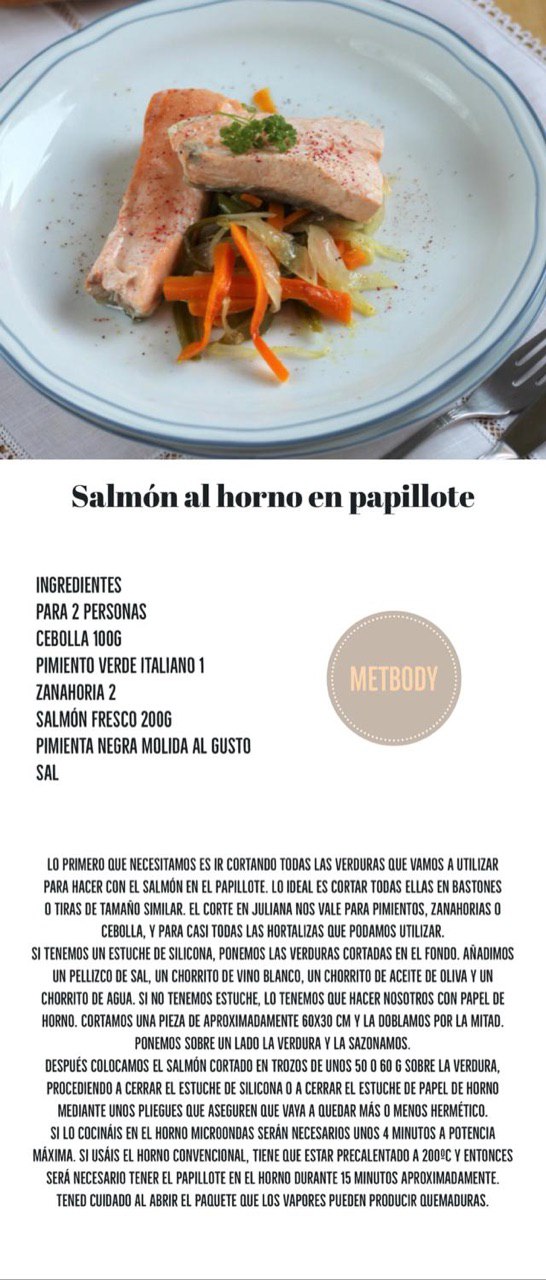 Salmón al horno en papillote
INGREDIENTES
PARA 2 PERSONAS
CEBOLLA 100G
PIMIENTO VERDE ITALIANO 1
ZANAHORIA 2
SALMÓN FRESCO 200G
PIMIENTA NEGRA MOLIDA AL GUSTO
SAL
METBODY
LO PRIMERO QUE NECESITAMOS ES IR CORTANDO TODAS LAS VERDURAS QUE VAMOS A UTILIZAR
PARA HACER CON EL SALMÓN EN EL PAPILLOTE. LO IDEAL ES CORTAR TODAS ELLAS EN BASTONES
O TIRAS DE TAMAÑO SIMILAR. EL CORTE EN JULIANA NOS VALE PARA PIMIENTOS, ZANAHORIAS O
CEBOLLA, Y PARA CASI TODAS LAS HORTALIZAS QUE PODAMOS UTILIZAR.
SI TENEMOS UN ESTUCHE DE SILICONA, PONEMOS LAS VERDURAS CORTADAS EN EL FONDO. AÑADIMOS
UN PELLIZCO DE SAL, UN CHORRITO DE VINO BLANCO, UN CHORRITO DE ACEITE DE OLIVA Y UN
CHORRITO DE AGUA. SI NO TENEMOS ESTUCHE, LO TENEMOS QUE HACER NOSOTROS CON PAPEL DE
HORNO. CORTAMOS UNA PIEZA DE APROXIMADAMENTE 60X30 CM Y LA DOBLAMOS POR LA MITAD.
PONEMOS SOBRE UN LADO LA VERDURA Y LA SAZONAMOS.
DESPUÉS COLOCAMOS EL SALMÓN CORTADO EN TROZOS DE UNOS 50 O 60 G SOBRE LA VERDURA,
PROCEDIENDO A CERRAR EL ESTUCHE DE SILICONA O A CERRAR EL ESTUCHE DE PAPEL DE HORNO
MEDIANTE UNOS PLIEGUES QUE ASEGUREN QUE VAYA A QUEDAR MÁS O MENOS HERMÉTICO.
SI LO COCINÁIS EN EL HORNO MICROONDAS SERÁN NECESARIOS UNOS 4 MINUTOS A POTENCIA
MÁXIMA. SI USÁIS EL HORNO CONVENCIONAL, TIENE QUE ESTAR PRECALENTADO A 200ºC Y ENTONCES
SERÁ NECESARIO TENER EL PAPILLOTE EN EL HORNO DURANTE 15 MINUTOS APROXIMADAMENTE.
TENED CUIDADO AL ABRIR EL PAQUETE QUE LOS VAPORES PUEDEN PRODUCIR QUEMADURAS.